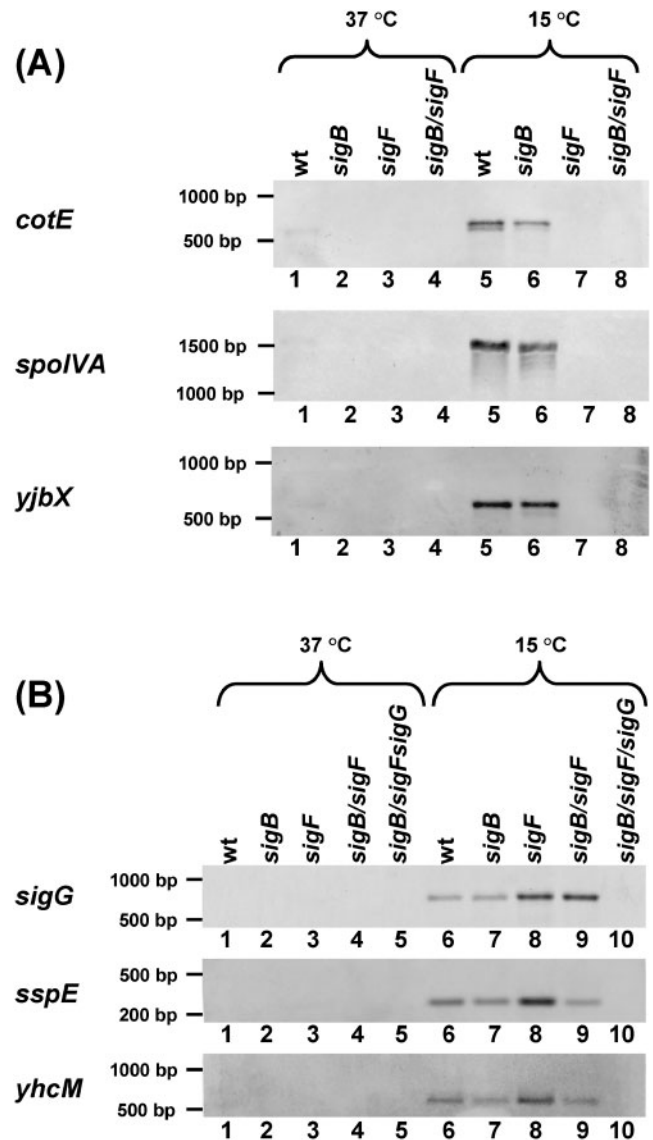 37 °C 15 °C
(A)
wt sigB sigF sigB/sigF wt sigB sigF sigB/sigF
cotE
1000 bp
500 bp
1 2 3 4 5 6 7 8
spoIVA
1500 bp
1000 bp
1 2 3 4 5 6 7 8
yjbX
1000 bp
500 bp
1 2 3 4 5 6 7 8
37 °C 15 °C
(B)
wt sigB sigF sigB/sigF sigB/sigFsigG wt sigB sigF sigB/sigF sigB/sigF/sigG
sigG
1000 bp
500 bp
1 2 3 4 5 6 7 8 9 10
sspE
500 bp
200 bp
1 2 3 4 5 6 7 8 9 10
yhcM
1000 bp
500 bp
1 2 3 4 5 6 7 8 9 10